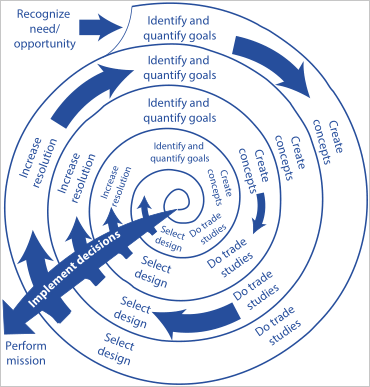 Recognize
need/
opportunity
Identify and
quantify goals
Identify and
quantify goals
Identify and
quantify goals
Identify and
quantify goals
Create
concepts
Create
concepts
Create
concepts
Create
concepts
Do trade
studies
Do trade
studies
Do trade
studies
Do trade
studies
Select
design
Select
design
Select
design
Select
design
Increase
resolution
Increase
resolution
Increase
resolution
Implement decisions
Perform
mission